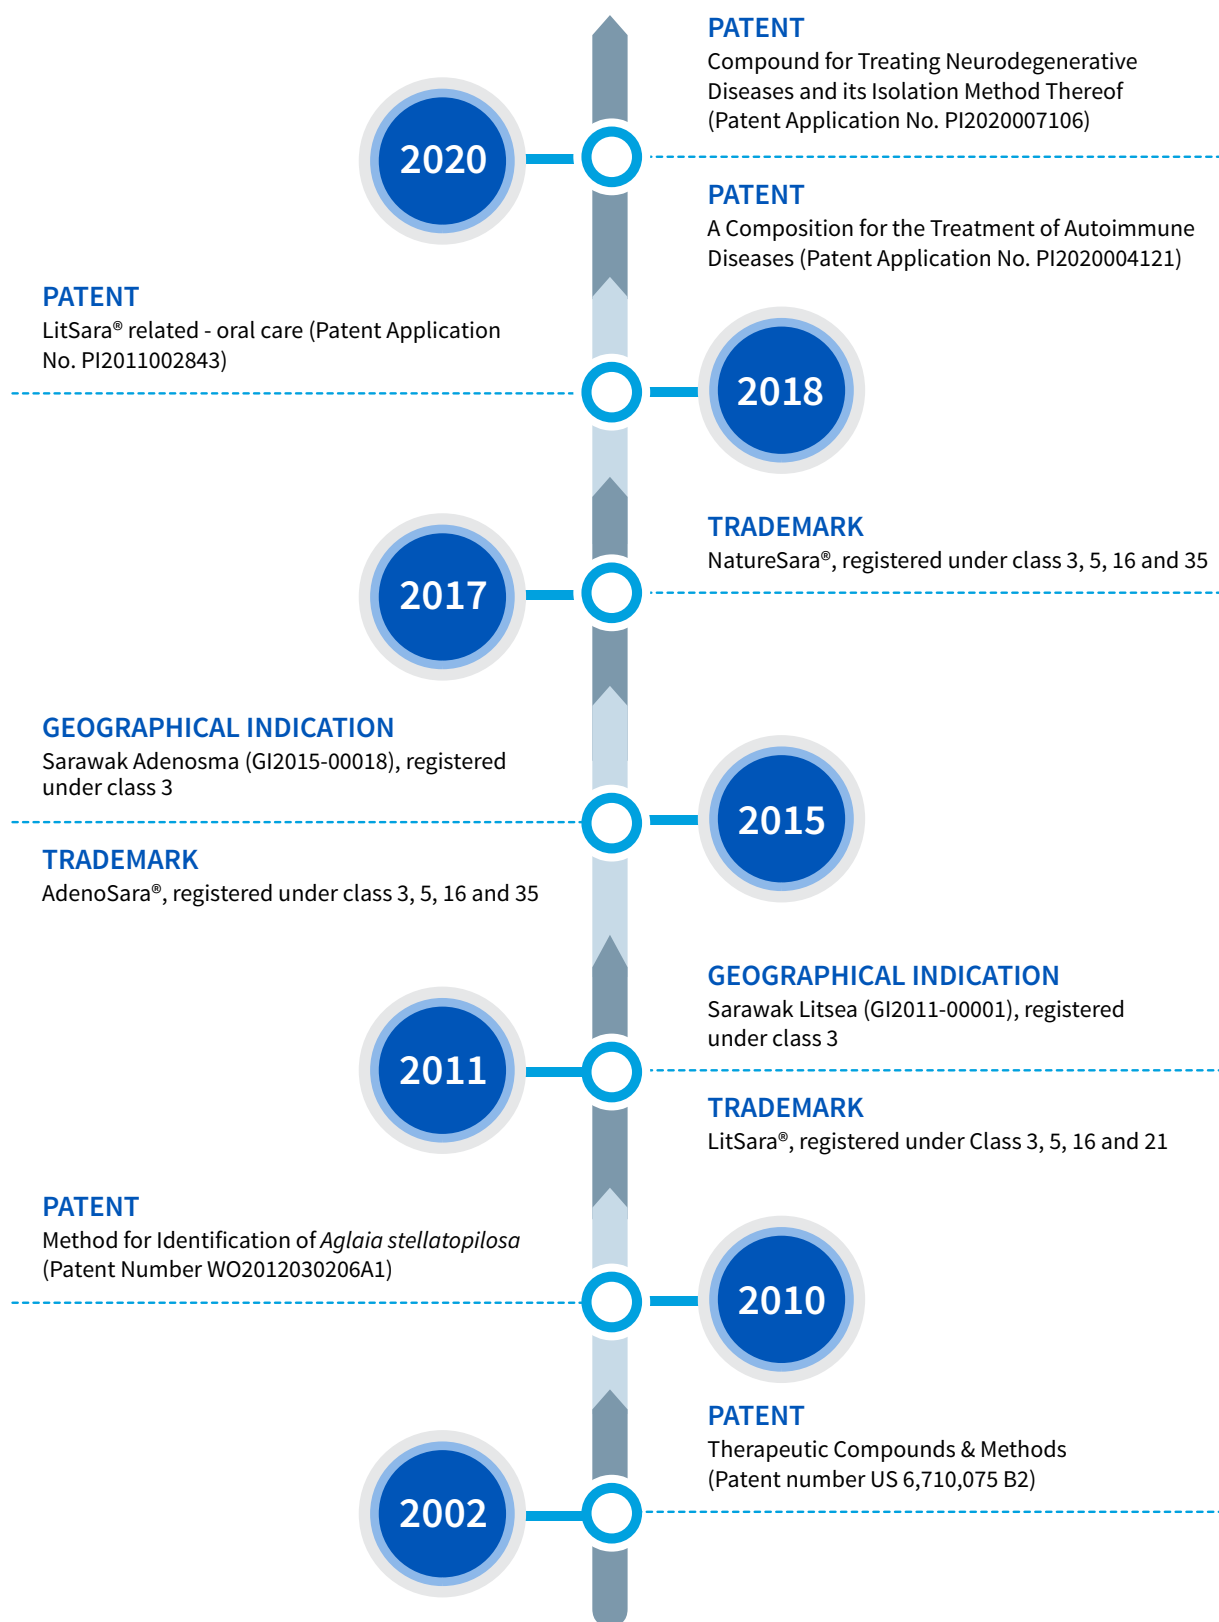 PATENT
Compound for Treating Neurodegenerative
Diseases and its Isolation Method Thereof
(Patent Application No. PI2020007106)
2020
PATENT
A Composition for the Treatment of Autoimmune
Diseases (Patent Application No. PI2020004121)
PATENT
LitSara® related - oral care (Patent Application
No. PI2011002843)
2018
TRADEMARK
NatureSara®, registered under class 3, 5, 16 and 35
2017
GEOGRAPHICAL INDICATION
Sarawak Adenosma (GI2015-00018), registered
under class 3
2015
TRADEMARK
AdenoSara®, registered under class 3, 5, 16 and 35
GEOGRAPHICAL INDICATION
Sarawak Litsea (GI2011-00001), registered
under class 3
2011
TRADEMARK
LitSara®, registered under Class 3, 5, 16 and 21
PATENT
Method for Identification of Aglaia stellatopilosa
(Patent Number WO2012030206A1)
2010
PATENT
Therapeutic Compounds & Methods
(Patent number US 6,710,075 B2)
2002